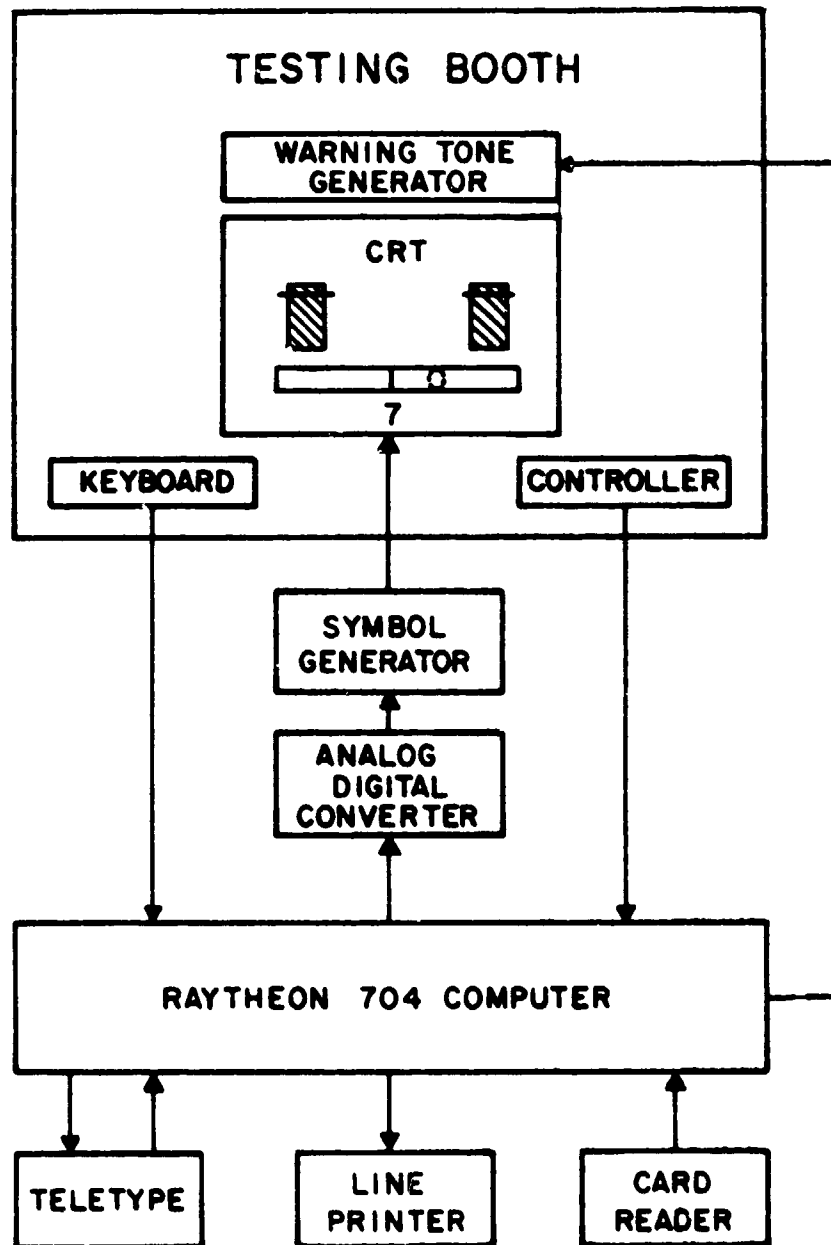 TESTING BOOTH
WARNING TONE
GENERATOR
CRT
7
KEYBOARD
CONTROLLER
SYMBOL
GENERATOR
ANALOG
DIGITAL
CONVERTER
RAYTHEON 704 COMPUTER
TELETYPE
LINE
PRINTER
CARD
READER